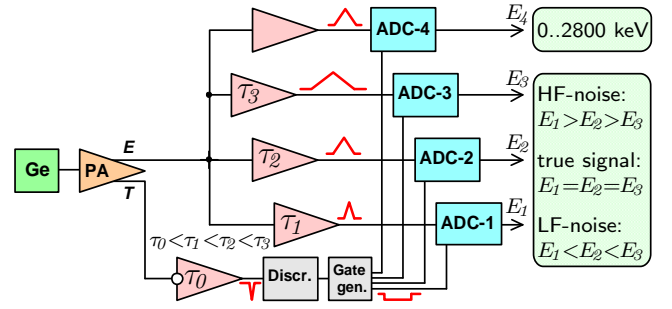 ADC-4
E4
0..2800 keV
τ3
ADC-3
E3
HF-noise:
E1>E2>E3
Ge
PA
E
T
τ2
ADC-2
E2
true signal:
E1=E2=E3
τ1
ADC-1
E1
LF-noise:
E1<E2<E3
τ0<τ1<τ2<τ3
τ0
Discr.
Gate
gen.